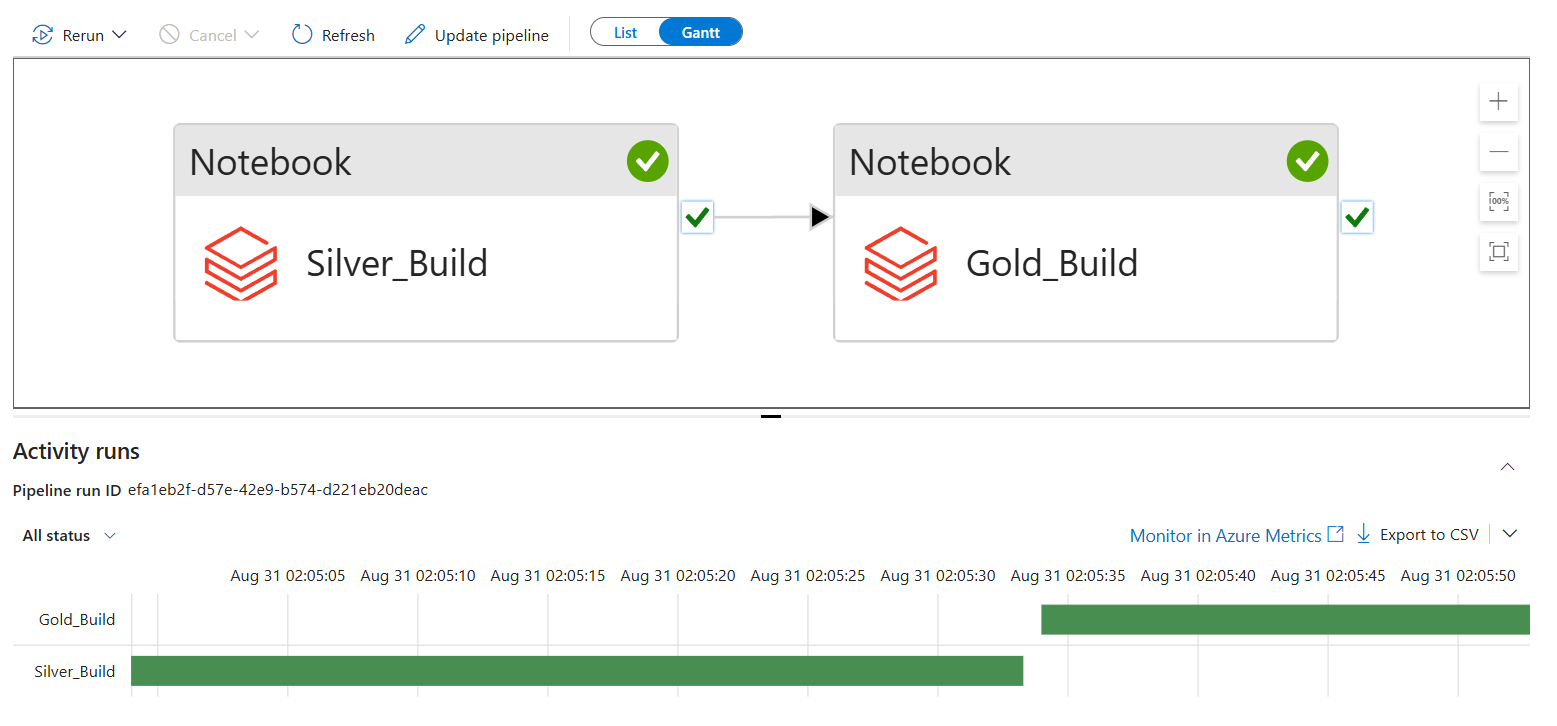 Rerun Cancel Refresh Update pipeline List Gantt
Notebook Notebook
100%
Silver_Build Gold_Build
Activity runs
Pipeline run ID efa1eb2f-d57e-42e9-b574-d221eb20deac
All status Monitor in Azure Metrics Export to CSV
Aug 31 02:05:05 Aug 31 02:05:10 Aug 31 02:05:15 Aug 31 02:05:20 Aug 31 02:05:25 Aug 31 02:05:30 Aug 31 02:05:35 Aug 31 02:05:40 Aug 31 02:05:45 Aug 31 02:05:50
Gold_Build
Silver_Build